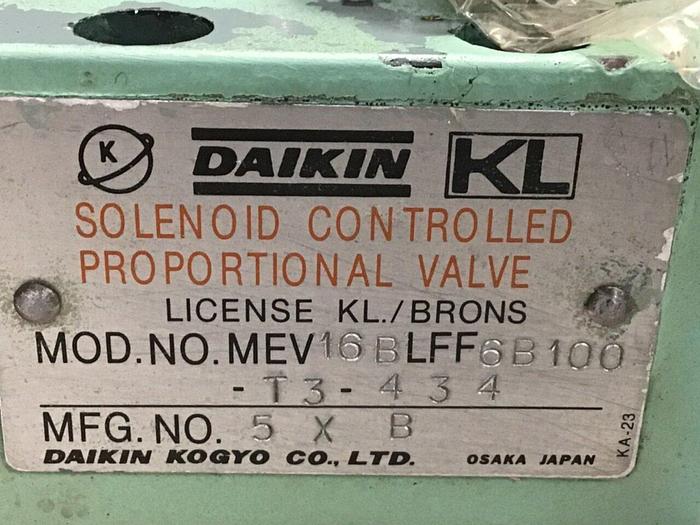 K DAIKIN KL
SOLENOID CONTROLLED
PROPORTIONAL VALVE
LICENSE KL./BRONS
MOD.NO.MEV16BLFF6B100
-T3-434
MFG.NO. 5 X B
DAIKIN KOGYO CO., LTD. OSAKA JAPAN
KA-23